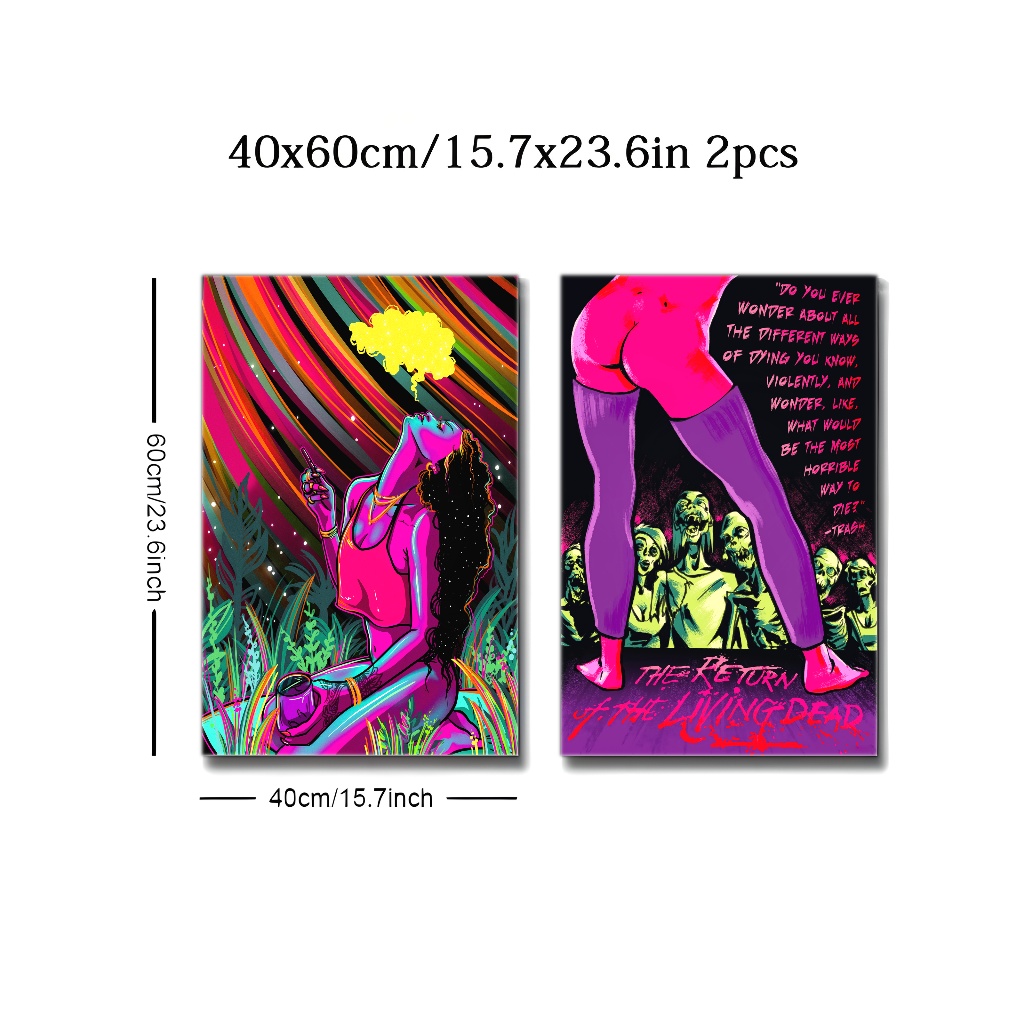 40x60cm/15.7x23.6in 2pcs
60cm/23.6inch
40cm/15.7inch
"DO YOU EVER
WONDER ABOUT ALL
THE DIFFERENT WAYS
OF DYING YOU KNOW,
VIOLENTLY, AND
WONDER, LIKE,
WHAT WOULD
BE THE MOST
HORRIBLE
WAY TO
DIE?"
-TRASH
THE RETURN
of THE LIVING DEAD